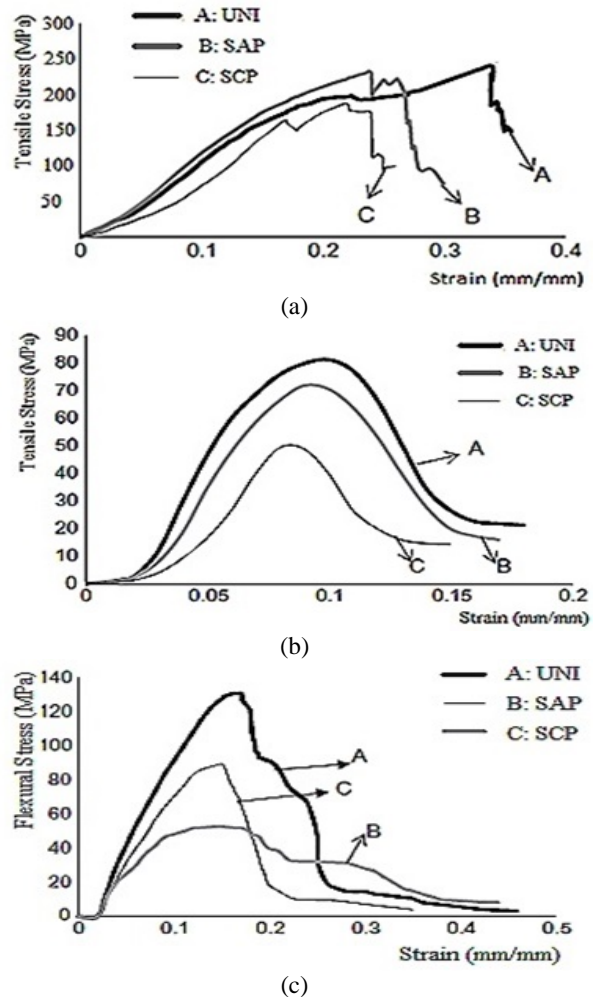 Tensile Stress (MPa)
300
250
200
150
100
50
A: UNI
B: SAP
C: SCP
C
B
A
0
0.1
0.2
0.3
0.4
Strain (mm/mm)
(a)
Tensile Stress(MPa)
90
80
70
60
50
40
30
20
10
0
A: UNI
B: SAP
C: SCP
A
C
B
0
0.05
0.1
0.15
0.2
Strain (mm/mm)
(b)
Flexural Stress (MPa)
140
120
100
80
60
40
20
0
A: UNI
B: SAP
C: SCP
A
C
B
0
0.1
0.2
0.3
0.4
0.5
Strain (mm/mm)
(c)